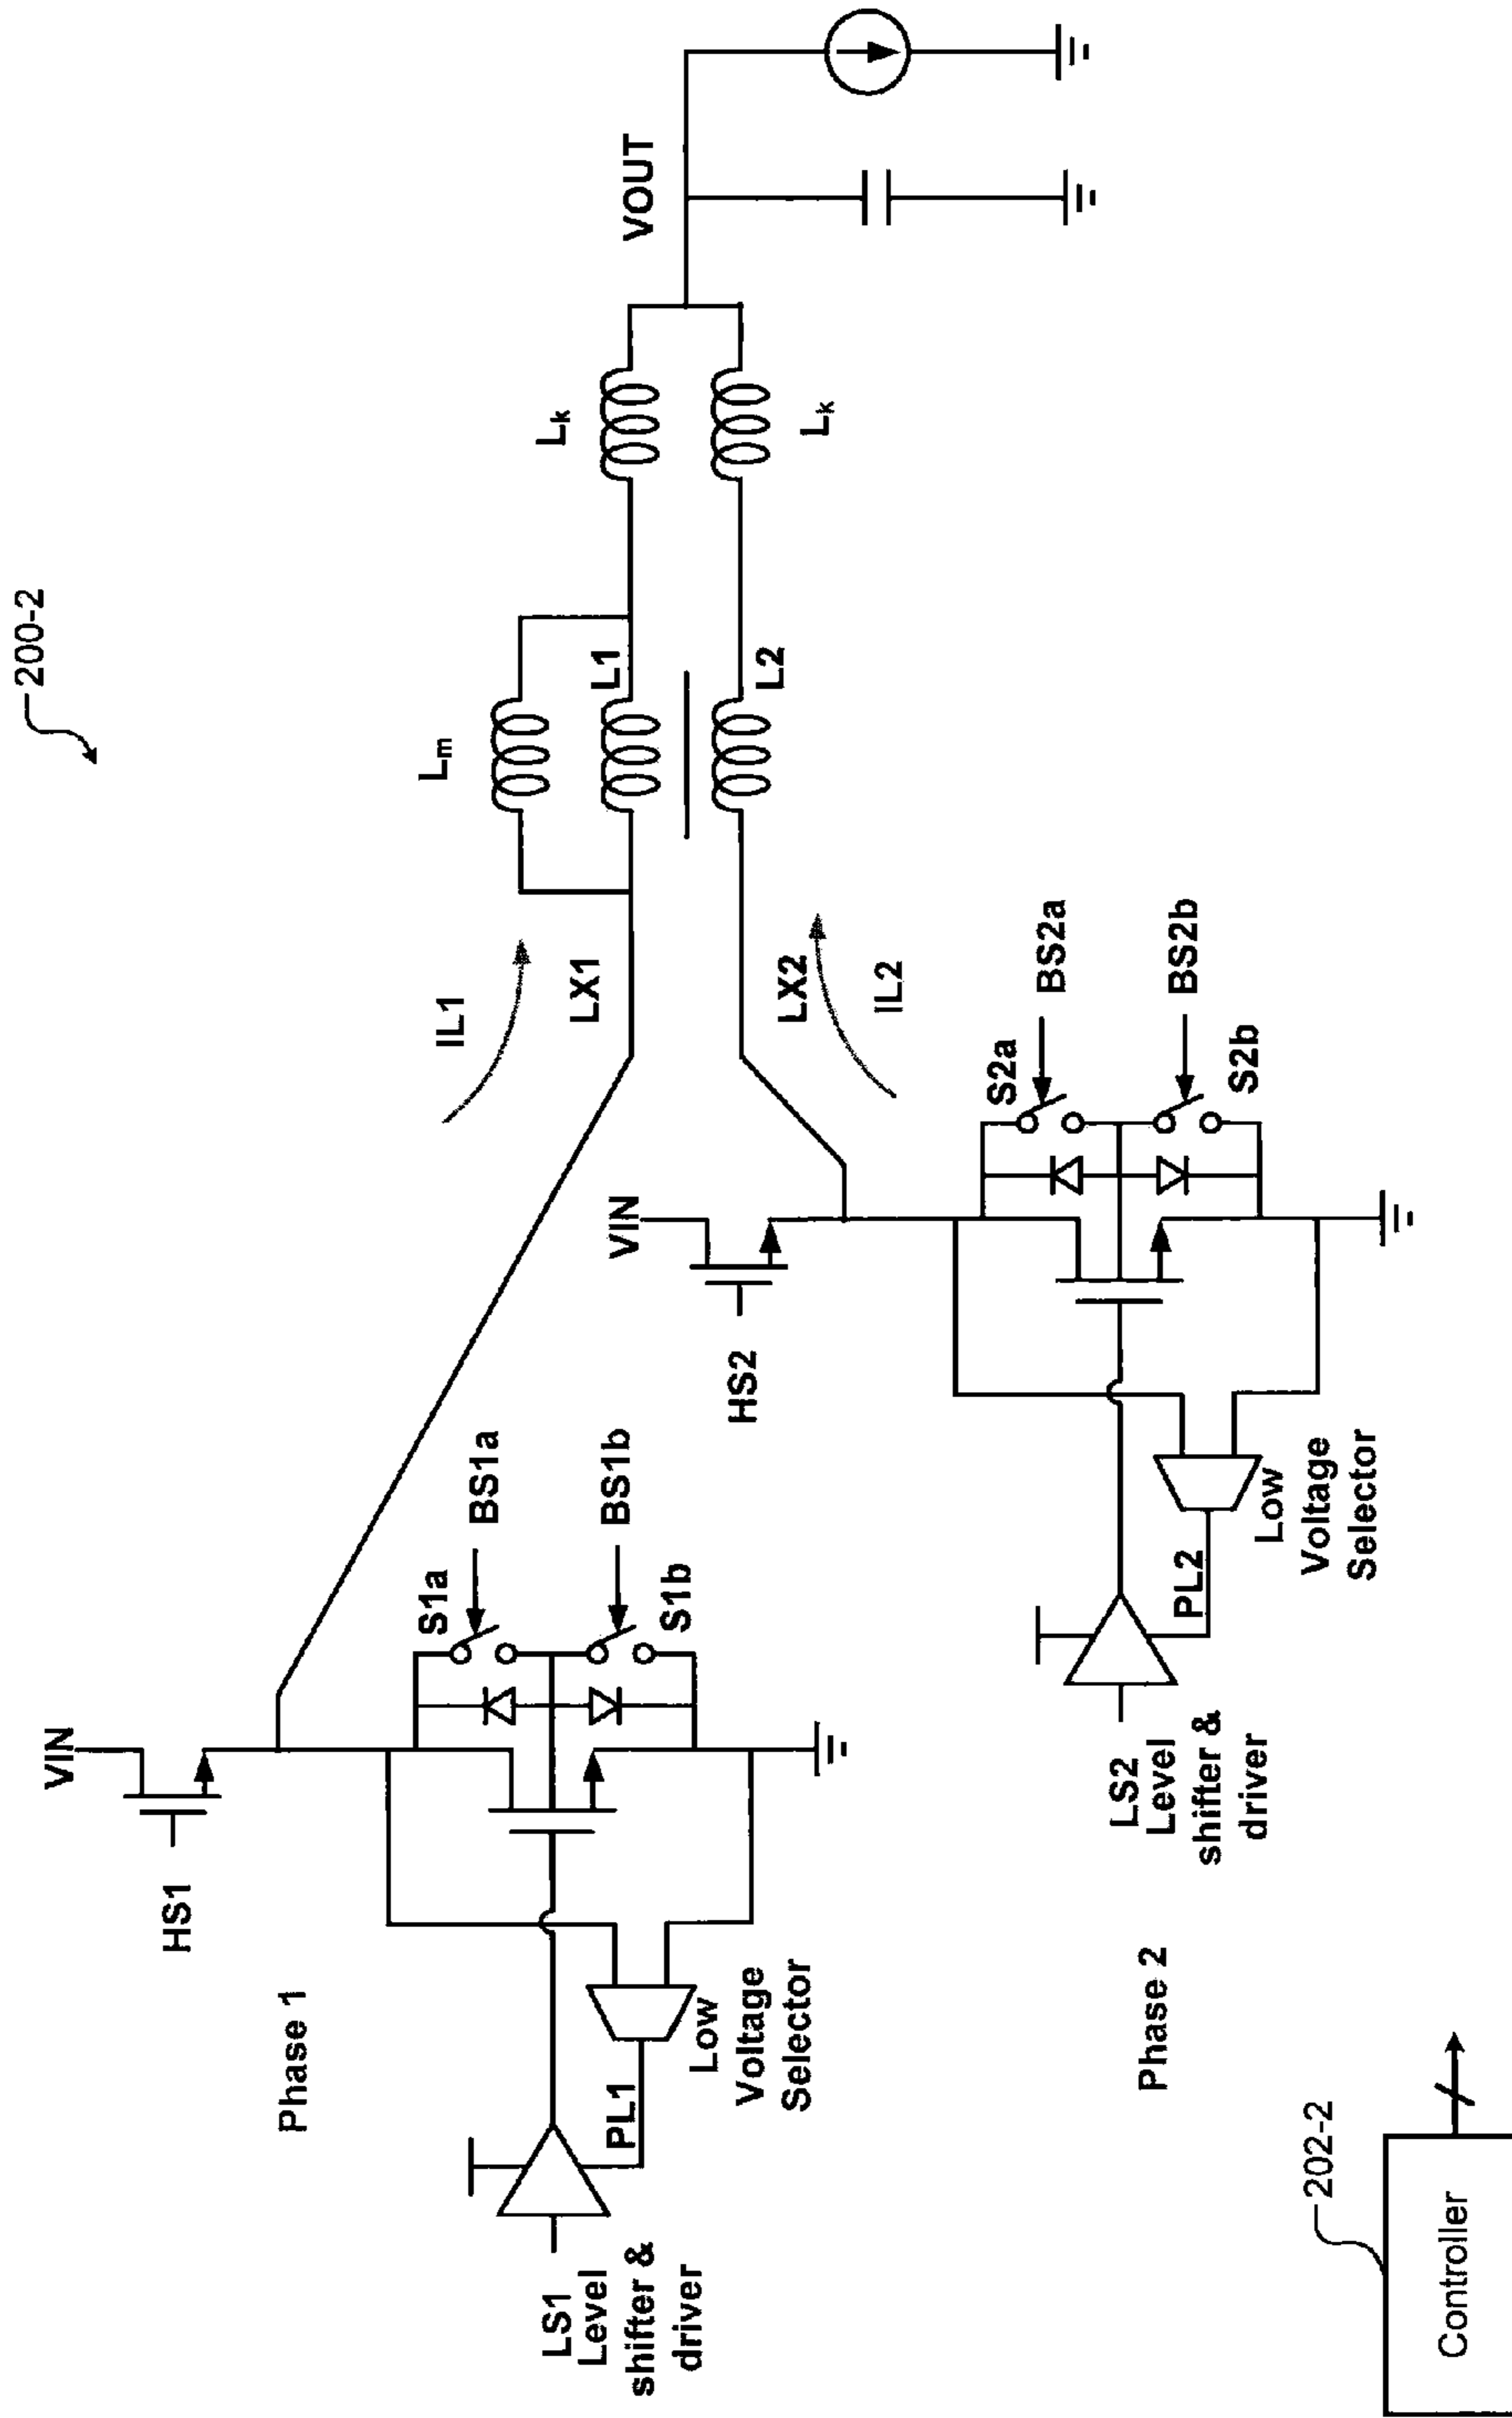 200-2
VIN
HS1
Phase 1
S1a
BS1a
S1b
BS1b
LS1
Level
shifter &
driver
PL1
Low
Voltage
Selector
IL1
LX1
Lm
L1
Lk
VOUT
LX2
IL2
L2
Lk
VIN
HS2
Phase 2
S2a
BS2a
S2b
BS2b
LS2
Level
shifter &
driver
PL2
Low
Voltage
Selector
202-2
Controller